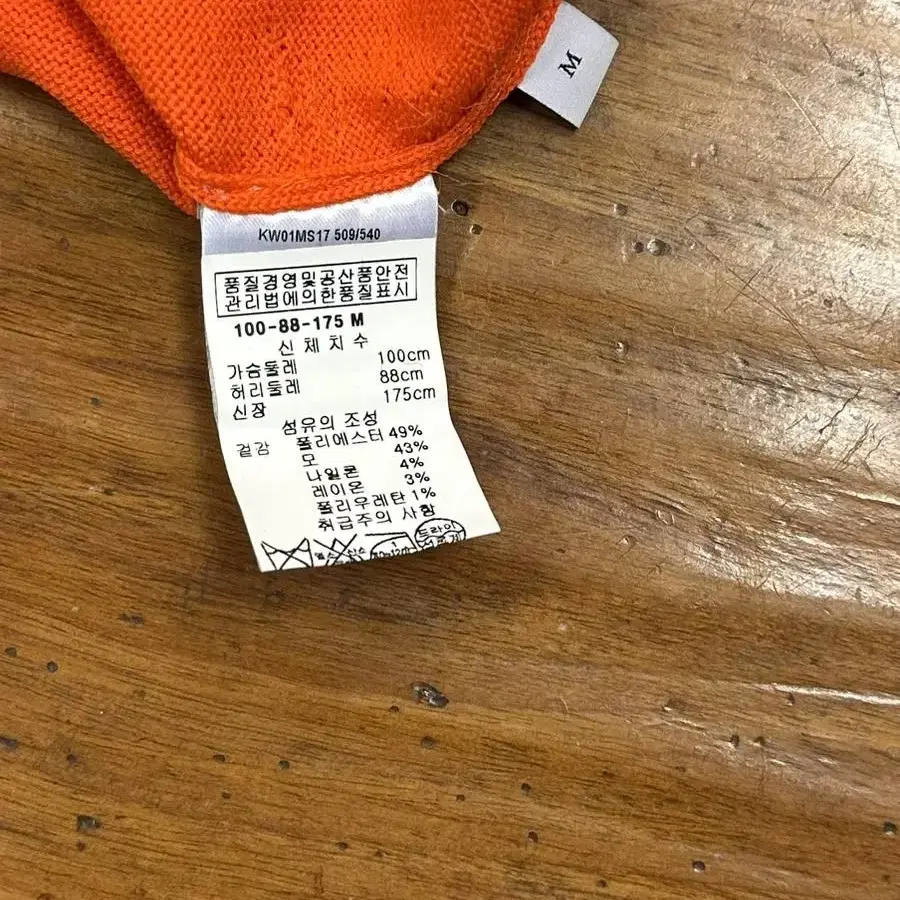 M
KW01MS17 509/540
품질경영및공산품안전
관리법에의한품질표시
100-88-175 M
신체치수
가슴둘레 100cm
허리둘레 88cm
신장 175cm
섬유의 조성
겉감 폴리에스터 49%
모 43%
나일론 4%
레이온 3%
폴리우레탄 1%
취급주의 사항
드라이